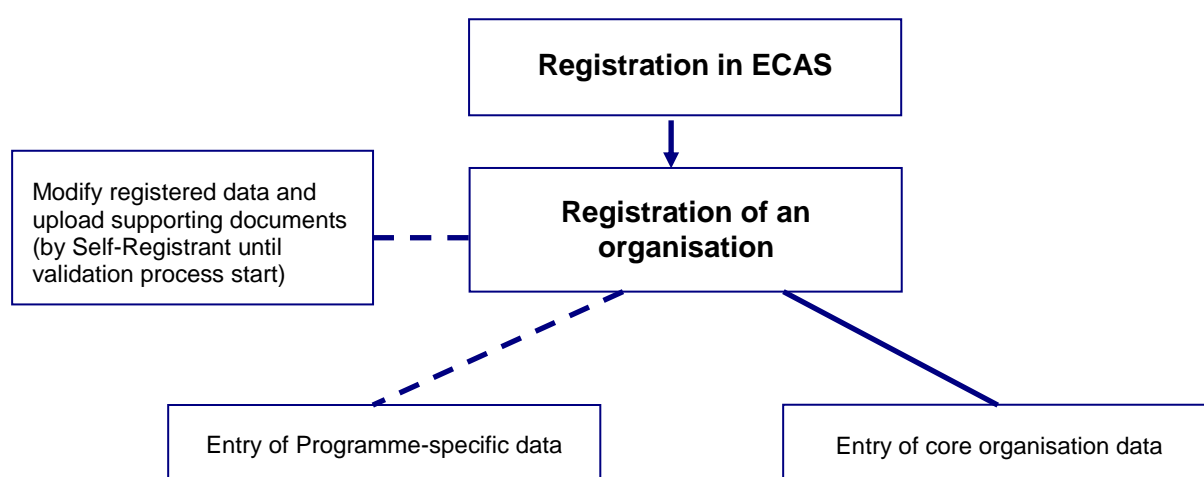 Registration in ECAS
Modify registered data and
upload supporting documents
(by Self-Registrant until
validation process start)
Registration of an
organisation
Entry of Programme-specific data
Entry of core organisation data